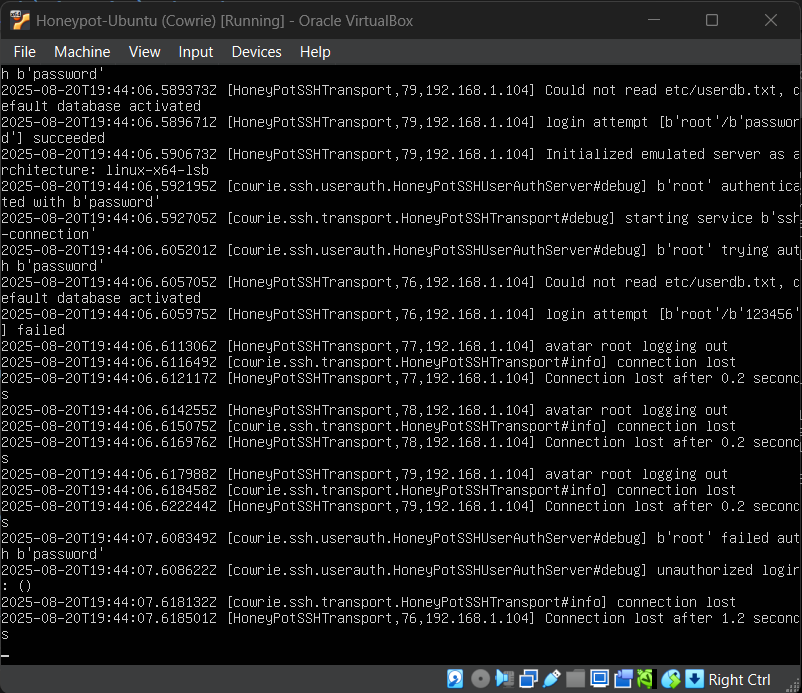 Honeypot-Ubuntu (Cowrie) [Running] - Oracle VirtualBox
File Machine View Input Devices Help
h b'password'
2025-08-20T19:44:06.589373Z [HoneyPotSSHTransport,79,192.168.1.104] Could not read etc/userdb.txt, d
efault database activated
2025-08-20T19:44:06.589671Z [HoneyPotSSHTransport,79,192.168.1.104] login attempt [b'root'/b'passwor
d'] succeeded
2025-08-20T19:44:06.590673Z [HoneyPotSSHTransport,79,192.168.1.104] Initialized emulated server as a
rchitecture: linux-x64-lsb
2025-08-20T19:44:06.592195Z [cowrie.ssh.userauth.HoneyPotSSHUserAuthServer#debug] b'root' authentica
ted with b'password'
2025-08-20T19:44:06.592705Z [cowrie.ssh.transport.HoneyPotSSHTransport#debug] starting service b'ssh
-connection'
2025-08-20T19:44:06.605201Z [cowrie.ssh.userauth.HoneyPotSSHUserAuthServer#debug] b'root' trying aut
h b'password'
2025-08-20T19:44:06.605705Z [HoneyPotSSHTransport,76,192.168.1.104] Could not read etc/userdb.txt, d
efault database activated
2025-08-20T19:44:06.605975Z [HoneyPotSSHTransport,76,192.168.1.104] login attempt [b'root'/b'123456'
] failed
2025-08-20T19:44:06.611306Z [HoneyPotSSHTransport,77,192.168.1.104] avatar root logging out
2025-08-20T19:44:06.611649Z [cowrie.ssh.transport.HoneyPotSSHTransport#info] connection lost
2025-08-20T19:44:06.612117Z [HoneyPotSSHTransport,77,192.168.1.104] Connection lost after 0.2 second
s
2025-08-20T19:44:06.614255Z [HoneyPotSSHTransport,78,192.168.1.104] avatar root logging out
2025-08-20T19:44:06.615075Z [cowrie.ssh.transport.HoneyPotSSHTransport#info] connection lost
2025-08-20T19:44:06.616976Z [HoneyPotSSHTransport,78,192.168.1.104] Connection lost after 0.2 second
s
2025-08-20T19:44:06.617988Z [HoneyPotSSHTransport,79,192.168.1.104] avatar root logging out
2025-08-20T19:44:06.618458Z [cowrie.ssh.transport.HoneyPotSSHTransport#info] connection lost
2025-08-20T19:44:06.622244Z [HoneyPotSSHTransport,79,192.168.1.104] Connection lost after 0.2 second
s
2025-08-20T19:44:07.608349Z [cowrie.ssh.userauth.HoneyPotSSHUserAuthServer#debug] b'root' failed aut
h b'password'
2025-08-20T19:44:07.608622Z [cowrie.ssh.userauth.HoneyPotSSHUserAuthServer#debug] unauthorized login
: ()
2025-08-20T19:44:07.618132Z [cowrie.ssh.transport.HoneyPotSSHTransport#info] connection lost
2025-08-20T19:44:07.618501Z [HoneyPotSSHTransport,76,192.168.1.104] Connection lost after 1.2 second
s
Right Ctrl